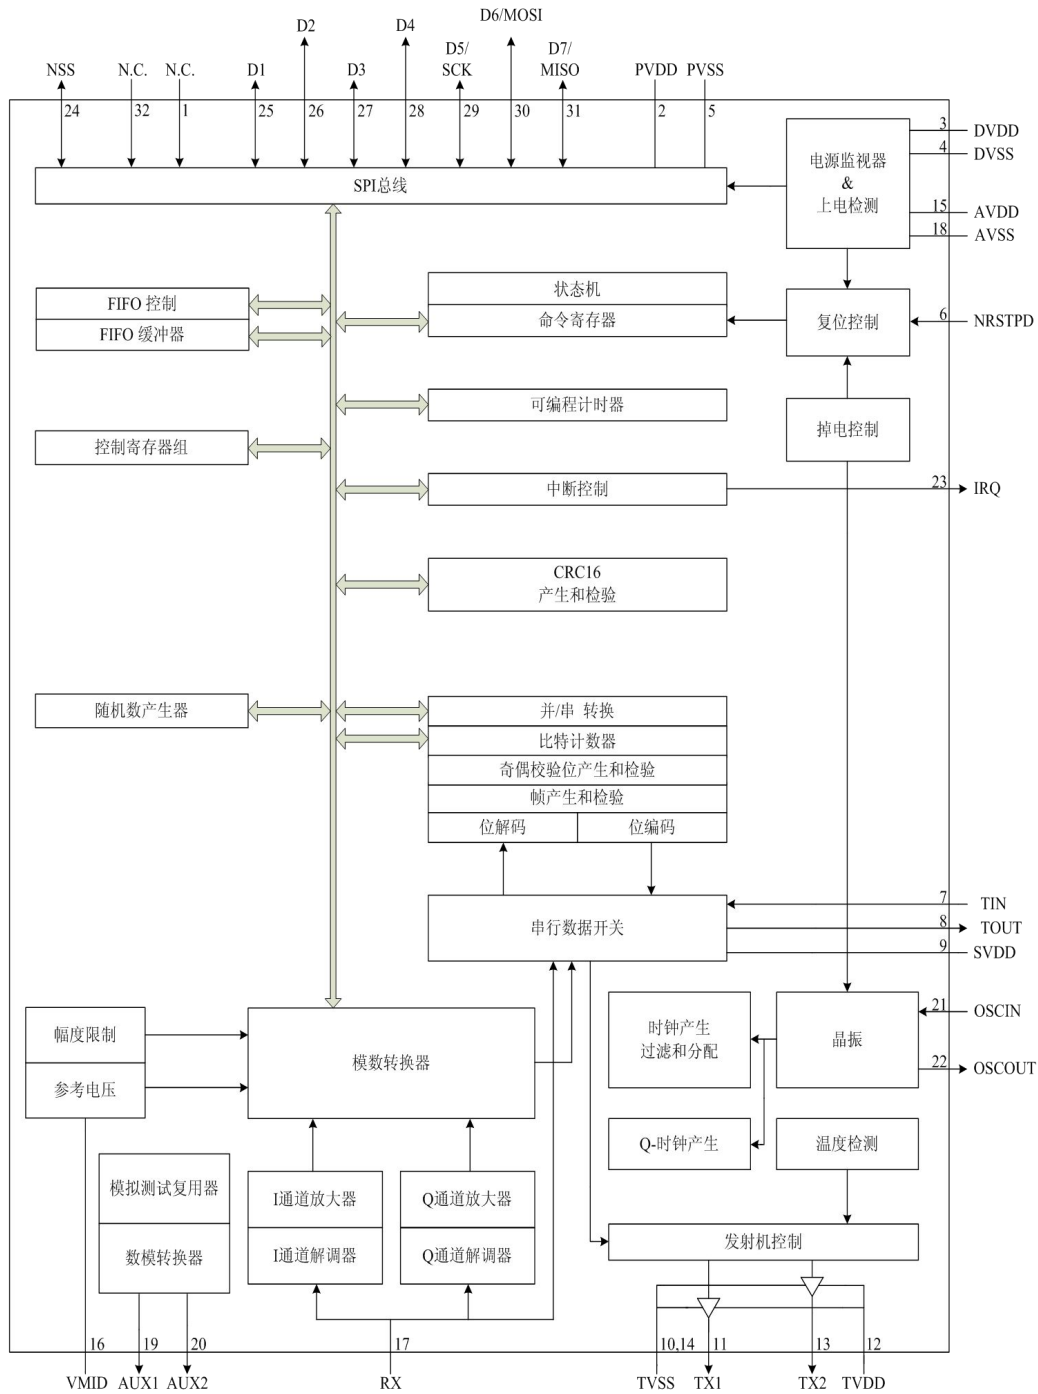 D6/MOSI
D2
D4
D5/
SCK
D7/
MISO
NSS
N.C.
N.C.
D1
D3
PVDD
PVSS
24
32
1
25
26
27
28
29
30
31
2
5
SPI总线
电源监视器
&
上电检测
3
DVDD
4
DVSS
15
AVDD
18
AVSS
FIFO 控制
FIFO 缓冲器
状态机
命令寄存器
复位控制
6
NRSTPD
可编程计时器
掉电控制
控制寄存器组
中断控制
23
IRQ
CRC16
产生和检验
随机数产生器
并/串 转换
比特计数器
奇偶校验位产生和检验
帧产生和检验
位解码
位编码
串行数据开关
7
TIN
8
TOUT
9
SVDD
幅度限制
参考电压
模数转换器
时钟产生
过滤和分配
晶振
21
OSCIN
22
OSCOUT
Q-时钟产生
温度检测
模拟测试复用器
数模转换器
I通道放大器
I通道解调器
Q通道放大器
Q通道解调器
发射机控制
16
19
20
17
10,14
11
13
12
VMID
AUX1
AUX2
RX
TVSS
TX1
TX2
TVDD